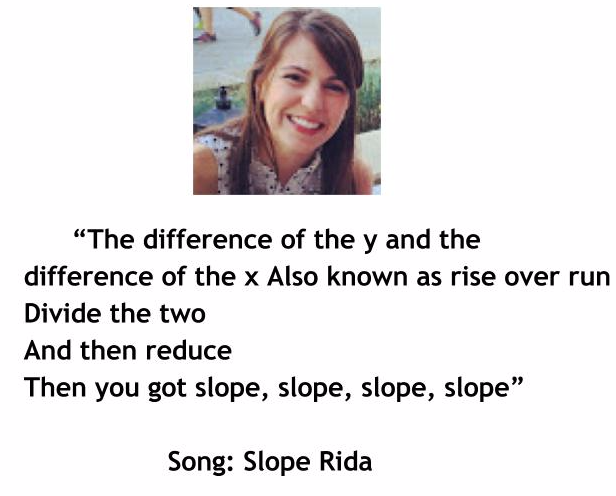 “The difference of the y and the
difference of the x Also known as rise over run
Divide the two
And then reduce
Then you got slope, slope, slope, slope”
Song: Slope Rida